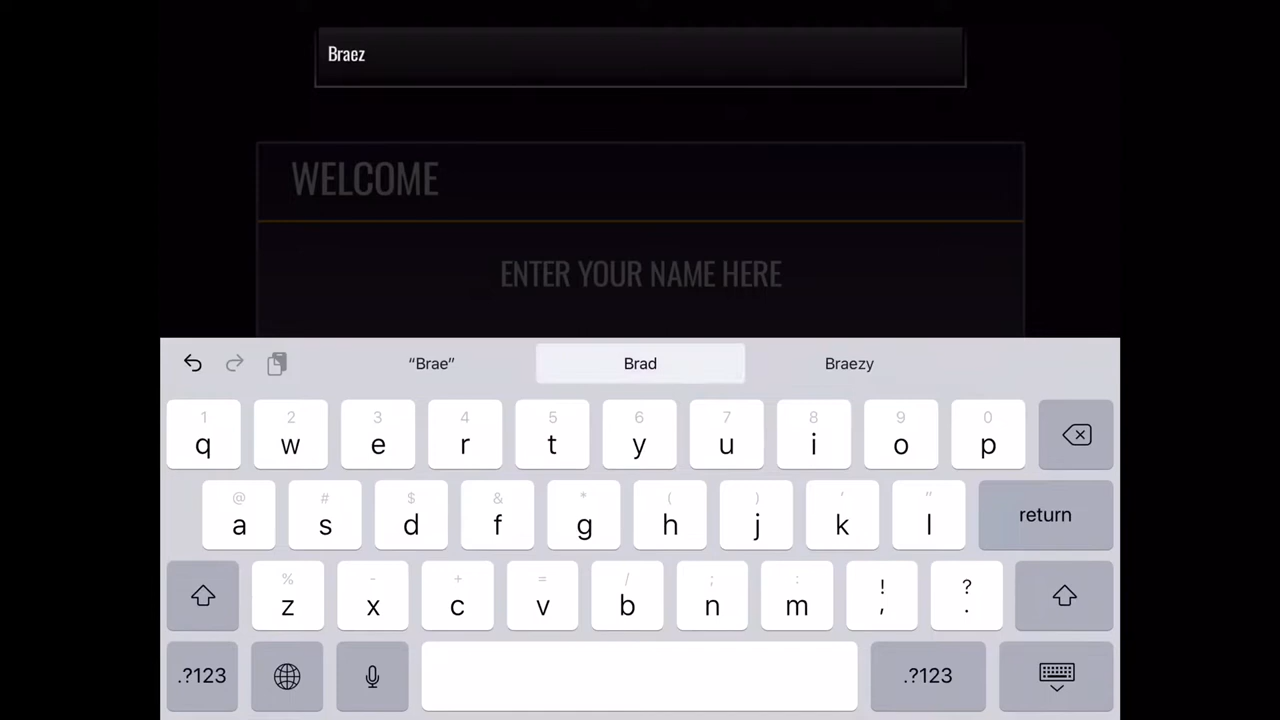 Braez
WELCOME
ENTER YOUR NAME HERE
“Brae” Brad Braezy
1 2 3 4 5 6 7 8 9 0
q w e r t y u i o p
@ # $ & * ( ) ' "
a s d f g h j k l return
% - + = / ; : ! ?
z x c v b n m , .
.?123 .?123